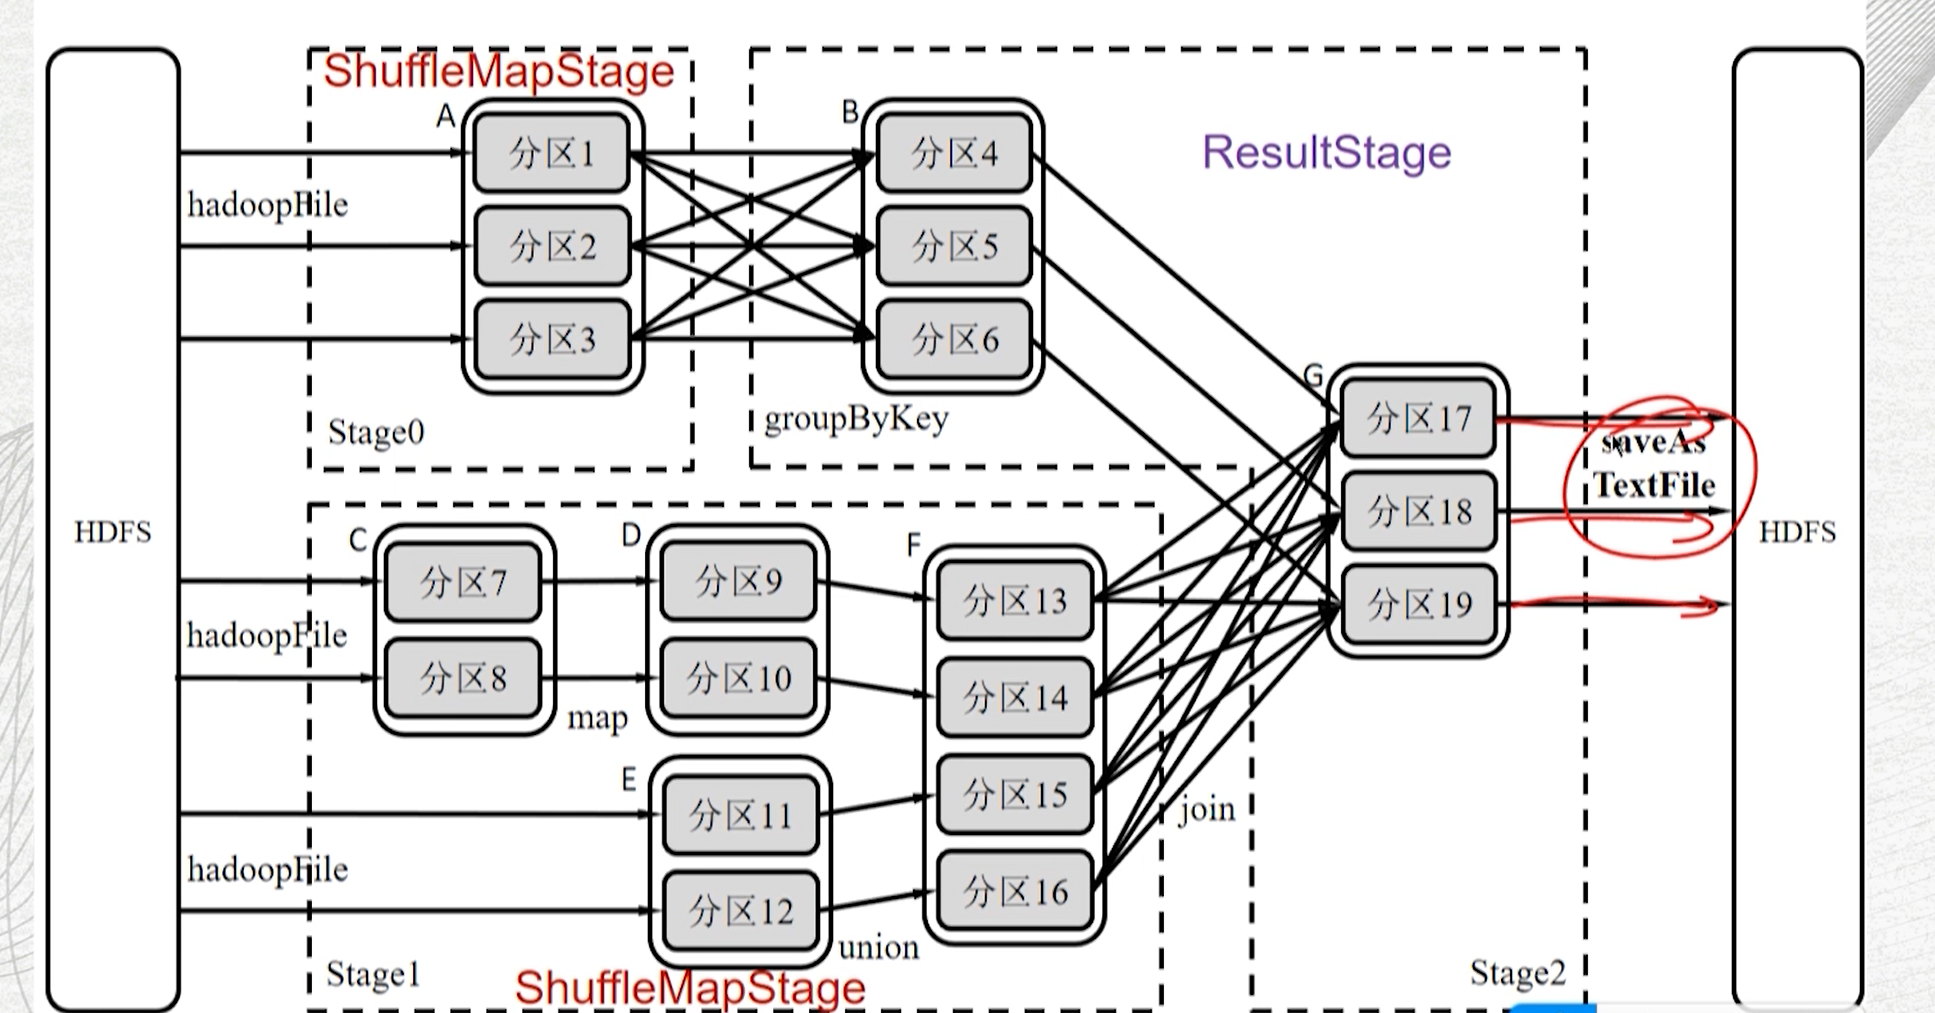 ShuffleMapStage
A
分区1
分区2
分区3
Stage0
hadoopFile
B
分区4
分区5
分区6
groupByKey
ResultStage
HDFS
C
分区7
分区8
hadoopFile
map
D
分区9
分区10
E
分区11
分区12
hadoopFile
union
F
分区13
分区14
分区15
分区16
join
G
分区17
分区18
分区19
saveAs
TextFile
HDFS
Stage1
ShuffleMapStage
Stage2